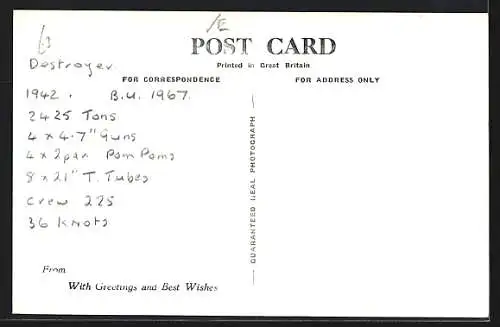 6
/E
POST CARD
Printed in Great Britain
Destroyer
FOR CORRESPONDENCE
FOR ADDRESS ONLY
1942 . B.U. 1967.
2425 Tons
4 x 4.7" Guns
4 x 2pdr Pom Poms
8 x 21" T. Tubes
Crew 225
36 Knots
GUARANTEED REAL PHOTOGRAPH
From
With Greetings and Best Wishes